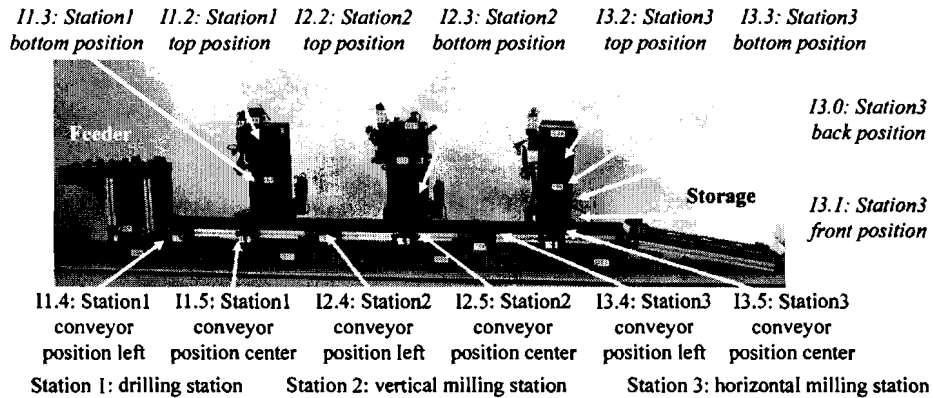 I1.3: Station1 I1.2: Station1 I2.2: Station2 I2.3: Station2 I3.2: Station3 I3.3: Station3
bottom position top position top position bottom position top position bottom position
I3.0: Station3
back position
Feeder
Storage
I3.1: Station3
front position
I1.4: Station1 I1.5: Station1 I2.4: Station2 I2.5: Station2 I3.4: Station3 I3.5: Station3
conveyor conveyor conveyor conveyor conveyor conveyor
position left position center position left position center position left position center
Station 1: drilling station Station 2: vertical milling station Station 3: horizontal milling station